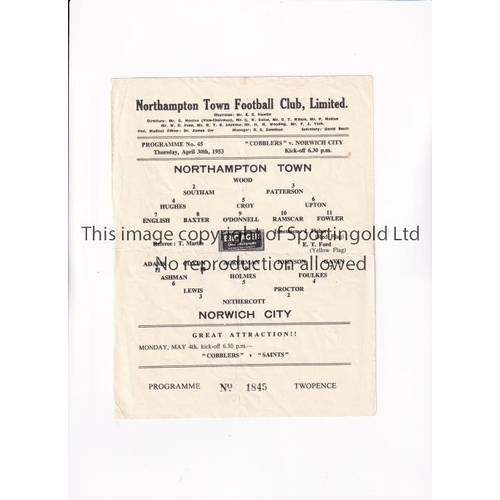 Northampton Town Football Club, Limited.
PROGRAMME No. 45
"COBBLERS" v. NORWICH CITY
Thursday, April 30th, 1953
Kick-off 6.30 p.m.
NORTHAMPTON TOWN
WOOD
2 3
SOUTHAM PATTERSON
4 5 6
HUGHES CROY UPTON
7 8 9 10 11
ENGLISH BAXTER O'DONNELL RAMSCAR FOWLER
This image is copyright of Sportingold Ltd
Referee: T. Martin
E. T. Ford
(Yellow Flag)
No reproduction allowed
ADAMS JOHNSON
11
ASHMAN HOLMES FOULKES
6 5 4
LEWIS PROCTOR
3 2
NETHERCOTT
NORWICH CITY
GREAT ATTRACTION!!
MONDAY, MAY 4th, kick-off 6.30 p.m.—
"COBBLERS" v "SAINTS"
PROGRAMME No 1845 TWOPENCE